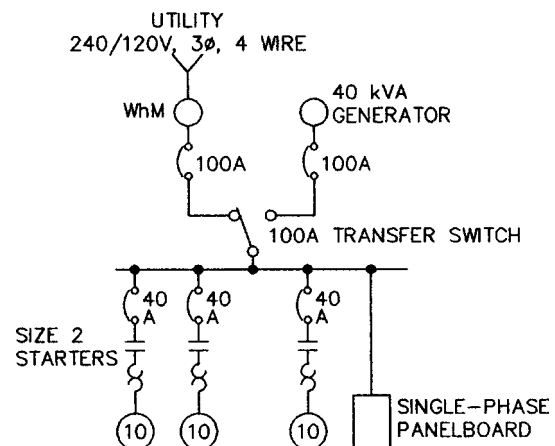 UTILITY
240/120V, 3ø, 4 WIRE
WhM
40 kVA
GENERATOR
100A
100A
100A TRANSFER SWITCH
40
A
40
A
40
A
SIZE 2
STARTERS
10
10
10
SINGLE-PHASE
PANELBOARD